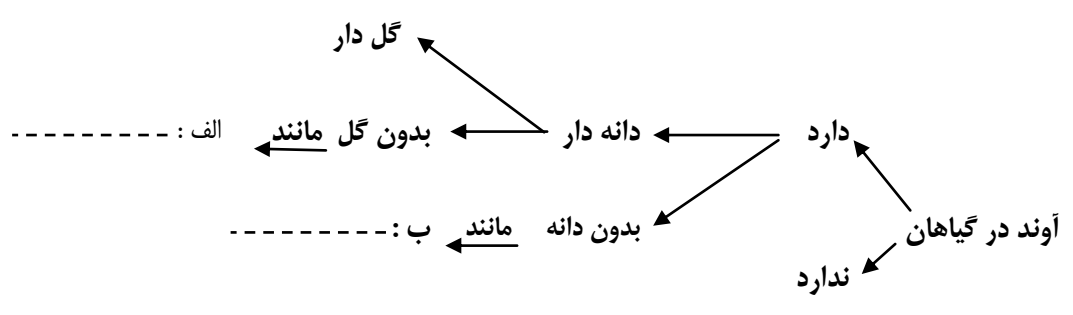 گل دار
دارد دانه دار بدون گل مانند الف : ----------
آوند در گیاهان بدون دانه مانند ب : ----------
ندارد